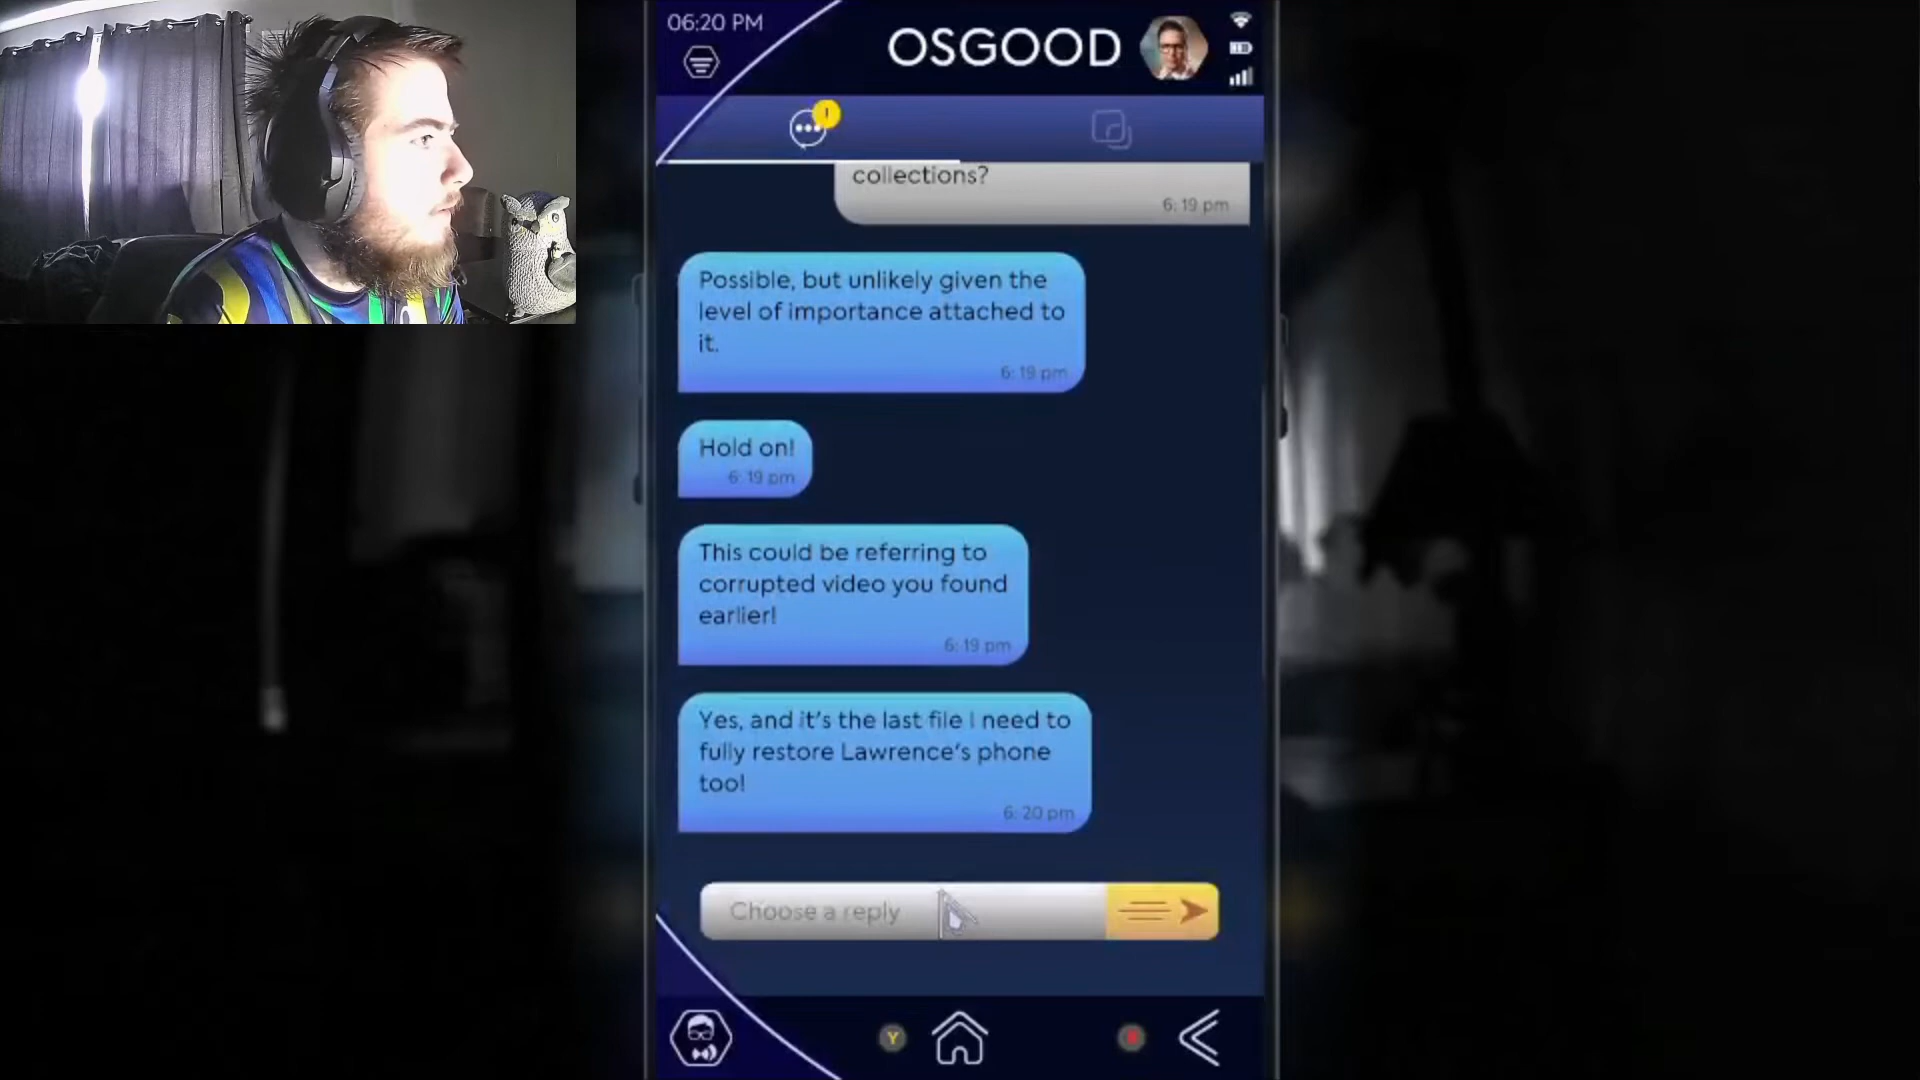 06:20 PM
OSGOOD
!
collections?
6:19 pm
Possible, but unlikely given the
level of importance attached to
it.
6:19 pm
Hold on!
6:19 pm
This could be referring to
corrupted video you found
earlier!
6:19 pm
Yes, and it's the last file I need to
fully restore Lawrence's phone
too!
6:20 pm
Choose a reply
Y